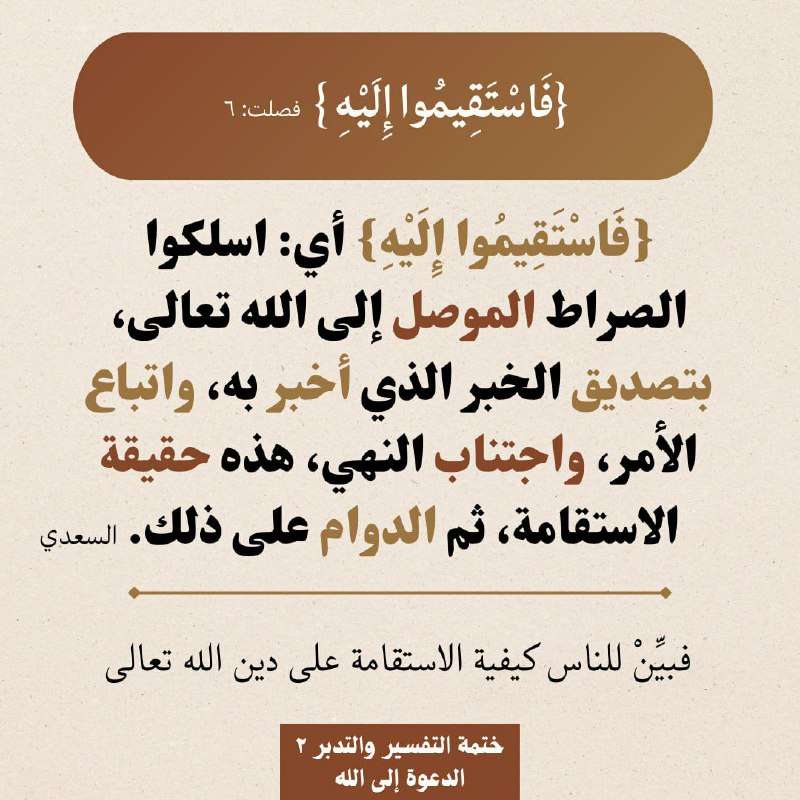 {فَاسْتَقِيمُوا إِلَيْهِ } فصلت: ٦
{فَاسْتَقِيمُوا إِلَيْهِ} أي: اسلكوا
الصراط الموصل إلى الله تعالى،
بتصديق الخبر الذي أخبر به، واتباع
الأمر، واجتناب النهي، هذه حقيقة
الاستقامة، ثم الدوام على ذلك. السعدي
فبيِّنْ للناس كيفية الاستقامة على دين الله تعالى
ختمة التفسير والتدبر ٢
الدعوة إلى الله